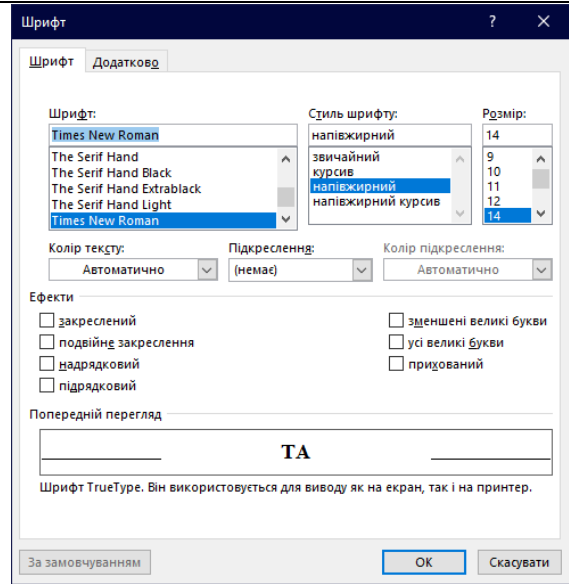 Шрифт ? ✕
Шрифт Додатково
Шрифт: Стиль шрифту: Розмір:
Times New Roman напівжирний 14
The Serif Hand звичайний 9
The Serif Hand Black курсив 10
The Serif Hand Extrablack напівжирний 11
The Serif Hand Light напівжирний курсив 12
Times New Roman 14
Колір тексту: Підкреслення: Колір підкреслення:
Автоматично (немає) Автоматично
Ефекти
закреслений зменшені великі букви
подвійне закреслення усі великі букви
надрядковий прихований
підрядковий
Попередній перегляд
ТА
Шрифт TrueType. Він використовується для виводу як на екран, так і на принтер.
За замовчуванням ОК Скасувати